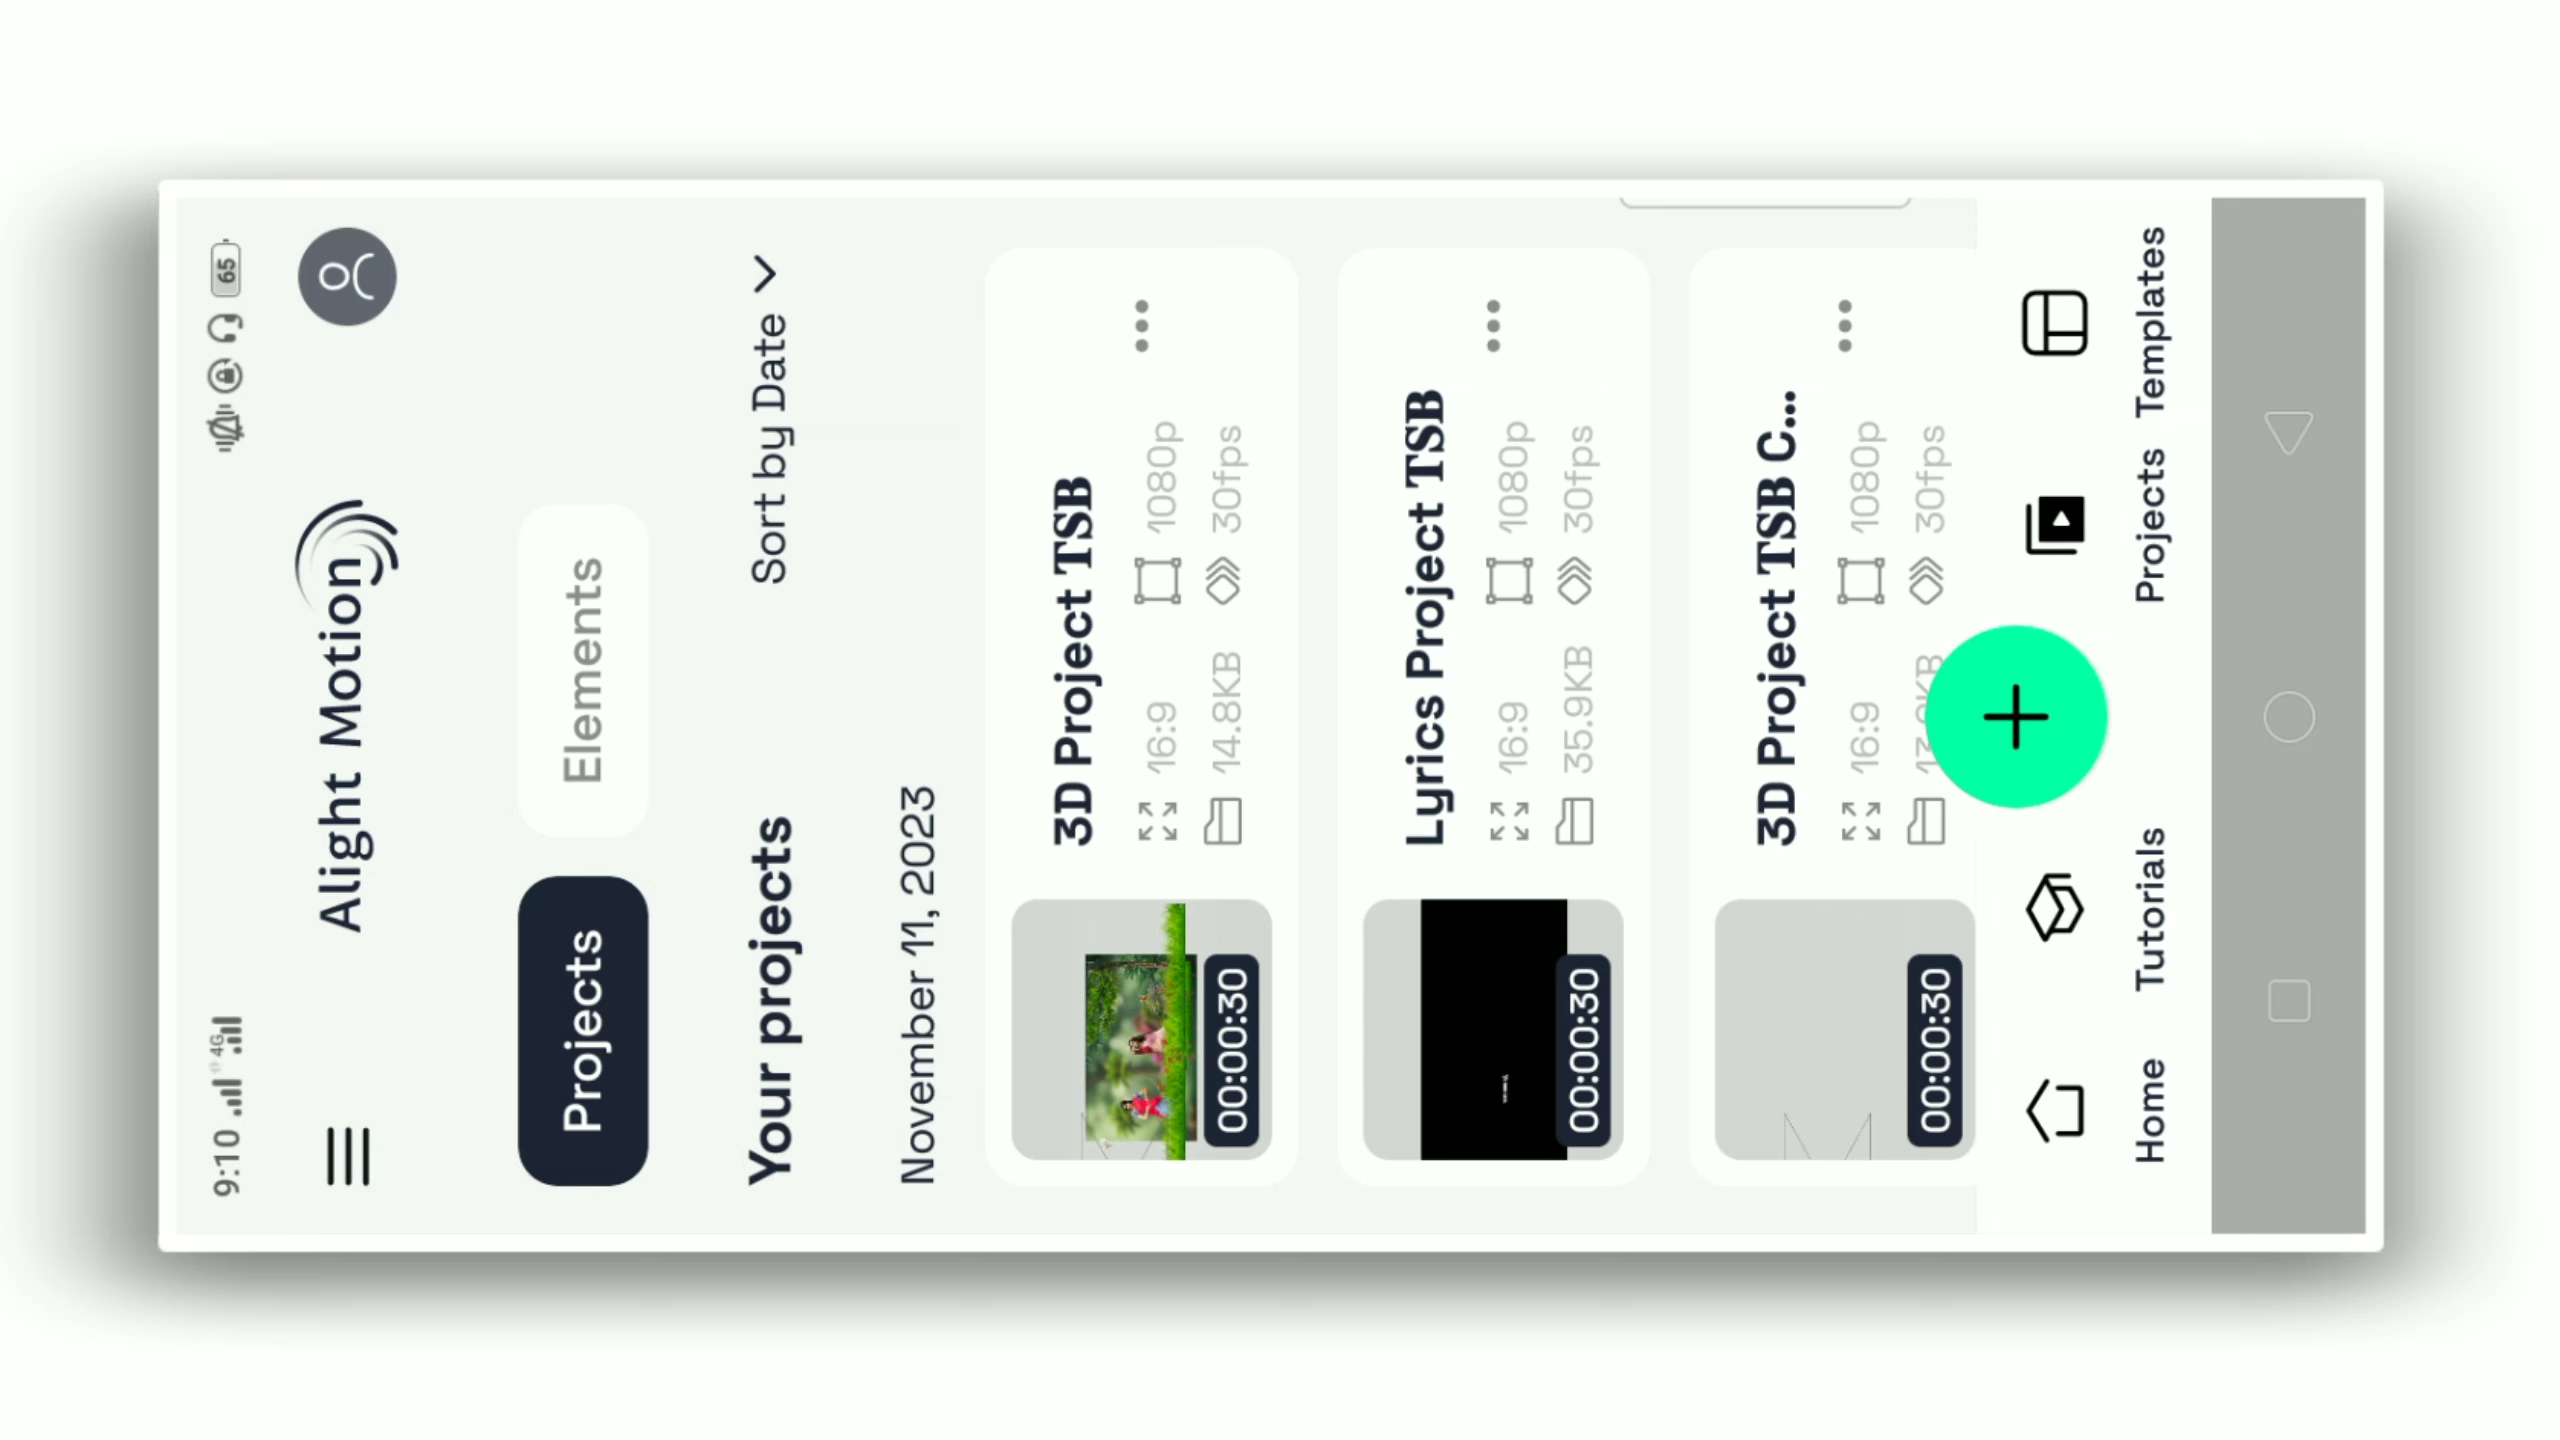 9:10 4G 65
Alight Motion
Projects Elements
Your projects Sort by Date
November 11, 2023
3D Project TSB
16:9 1080p
14.8KB 30fps
00:00:30
Lyrics Project TSB
16:9 1080p
35.9KB 30fps
00:00:30
3D Project TSB C...
16:9 1080p
30fps
00:00:30
Home Tutorials Projects Templates